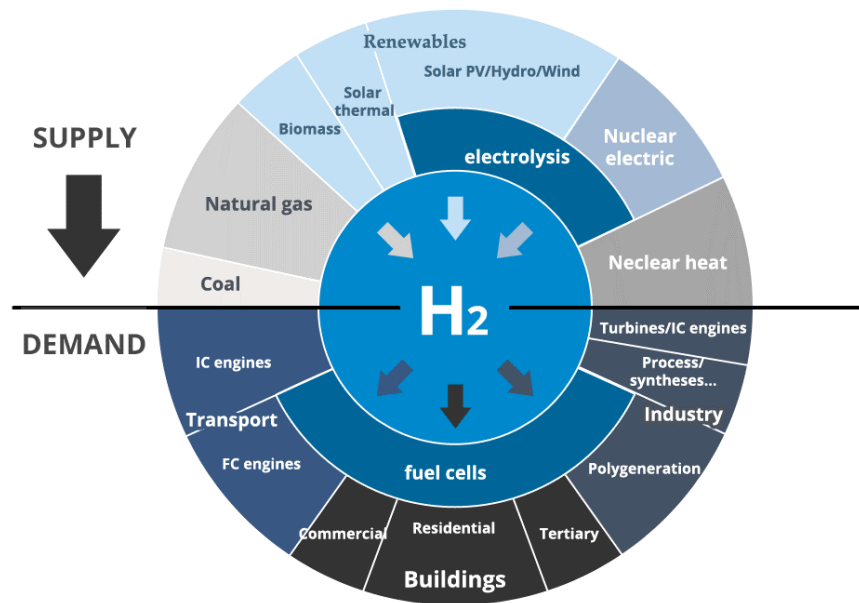 Renewables
Solar PV/Hydro/Wind
Solar
thermal
Biomass
SUPPLY
Nuclear
electric
electrolysis
Natural gas
Neclear heat
Coal
H2
DEMAND
Turbines/IC engines
IC engines
Process/
syntheses...
Transport
Industry
FC engines
fuel cells
Polygeneration
Commercial
Residential
Tertiary
Buildings